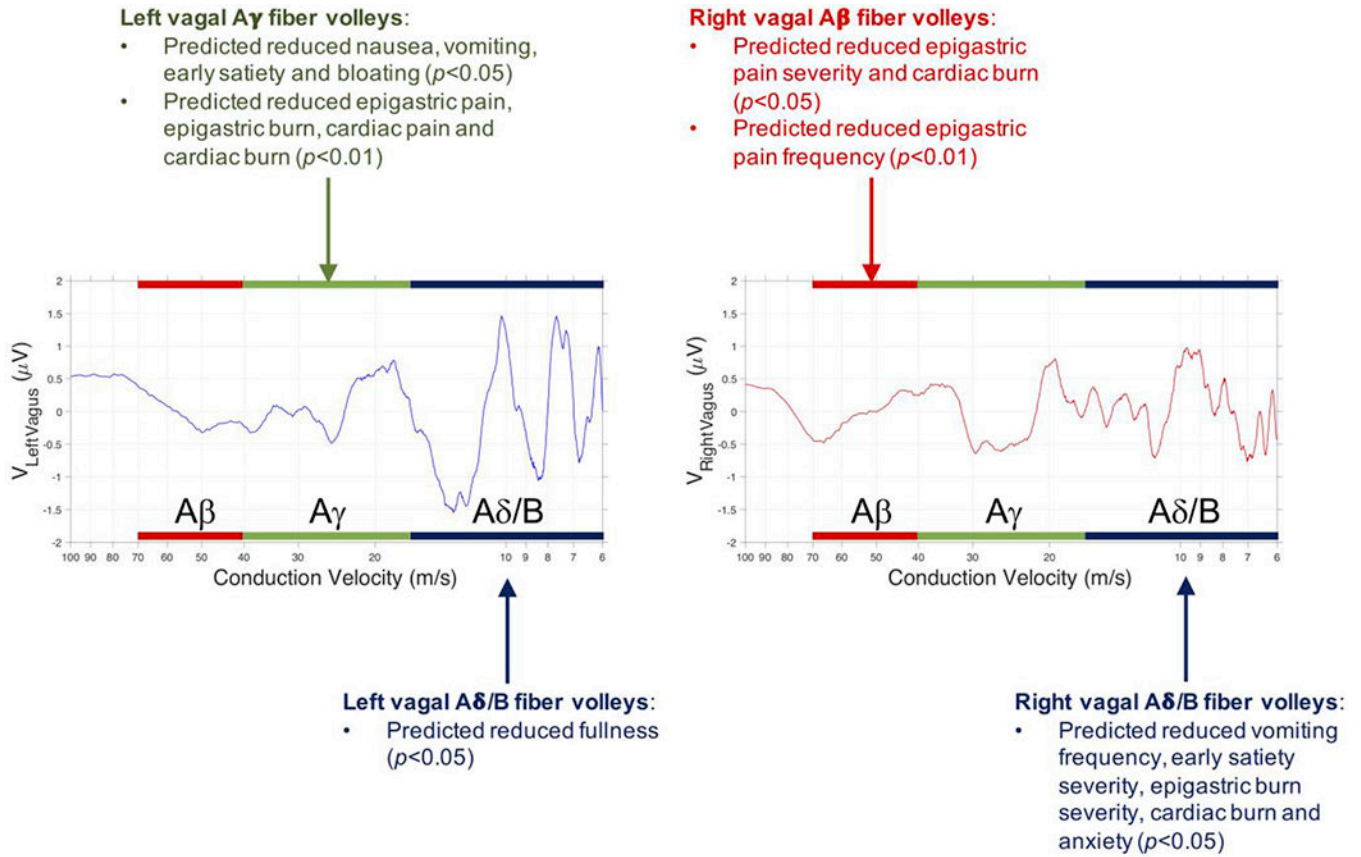 Left vagal Aγ fiber volleys:
• Predicted reduced nausea, vomiting,
early satiety and bloating (p<0.05)
• Predicted reduced epigastric pain,
epigastric burn, cardiac pain and
cardiac burn (p<0.01)
Right vagal Aβ fiber volleys:
• Predicted reduced epigastric
pain severity and cardiac burn
(p<0.05)
• Predicted reduced epigastric
pain frequency (p<0.01)
V_LeftVagus (μV)
2
1.5
1
0.5
0
-0.5
-1
-1.5
-2
Aβ Aγ Aδ/B
100 90 80 70 60 50 40 30 20 10 9 8 7 6
Conduction Velocity (m/s)
V_RightVagus (μV)
2
1.5
1
0.5
0
-0.5
-1
-1.5
-2
Aβ Aγ Aδ/B
100 90 80 70 60 50 40 30 20 10 9 8 7 6
Conduction Velocity (m/s)
Left vagal Aδ/B fiber volleys:
• Predicted reduced fullness
(p<0.05)
Right vagal Aδ/B fiber volleys:
• Predicted reduced vomiting
frequency, early satiety
severity, epigastric burn
severity, cardiac burn and
anxiety (p<0.05)